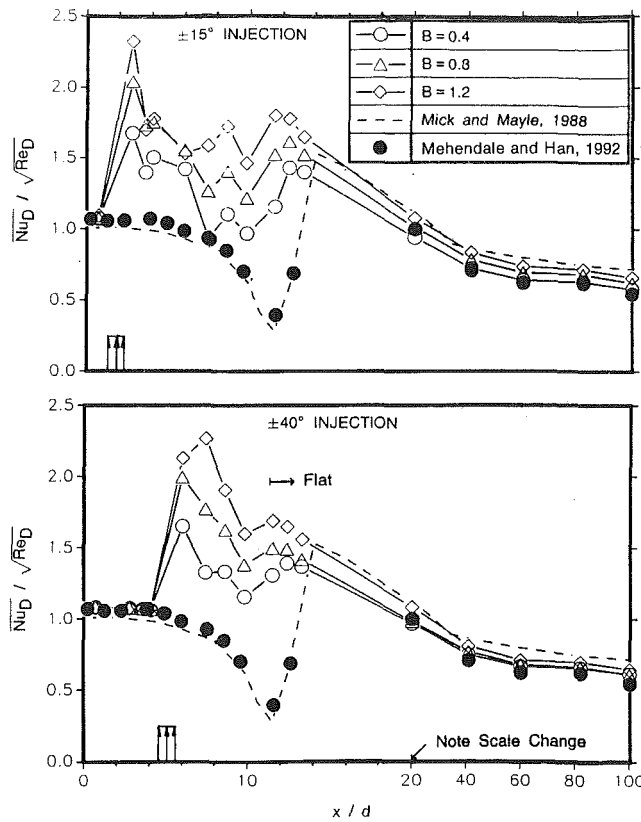 ±15° INJECTION
B = 0.4
B = 0.8
B = 1.2
Mick and Mayle, 1988
Mehendale and Han, 1992
2.5
2.0
1.5
1.0
0.5
0.0
Nu_D / √Re_D
±40° INJECTION
Flat
2.5
2.0
1.5
1.0
0.5
0.0
Nu_D / √Re_D
Note Scale Change
0 10 20 40 60 80 100
x / d